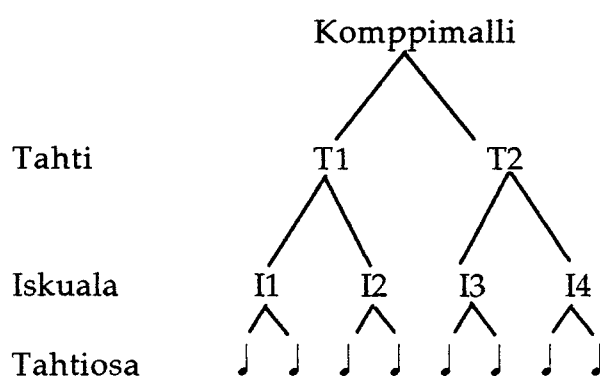 Komppimalli
Tahti T1 T2
Iskuala I1 I2 I3 I4
Tahtiosa